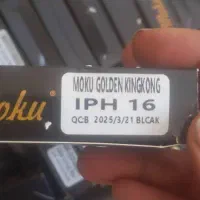 MOKU GOLDEN KINGKONG
IPH 16
QCB 2025/3/21 BLCAK
oku